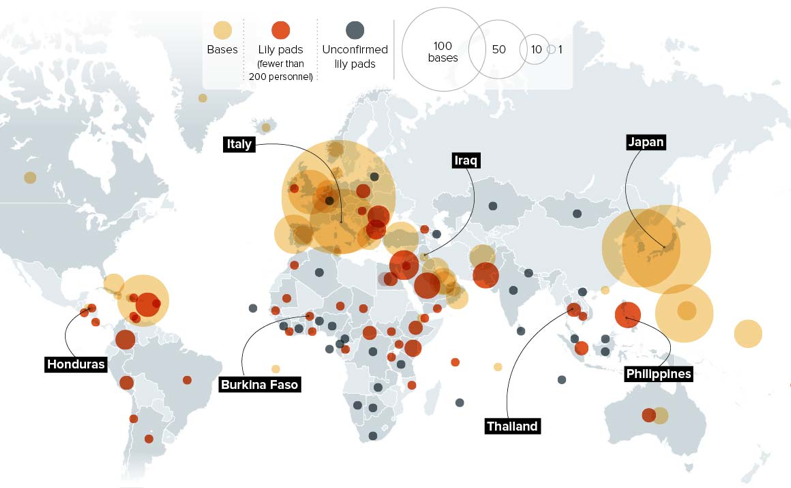 Bases
Lily pads
(fewer than
200 personnel)
Unconfirmed
lily pads
100
bases
50
10
1
Italy
Iraq
Japan
Honduras
Burkina Faso
Thailand
Philippines